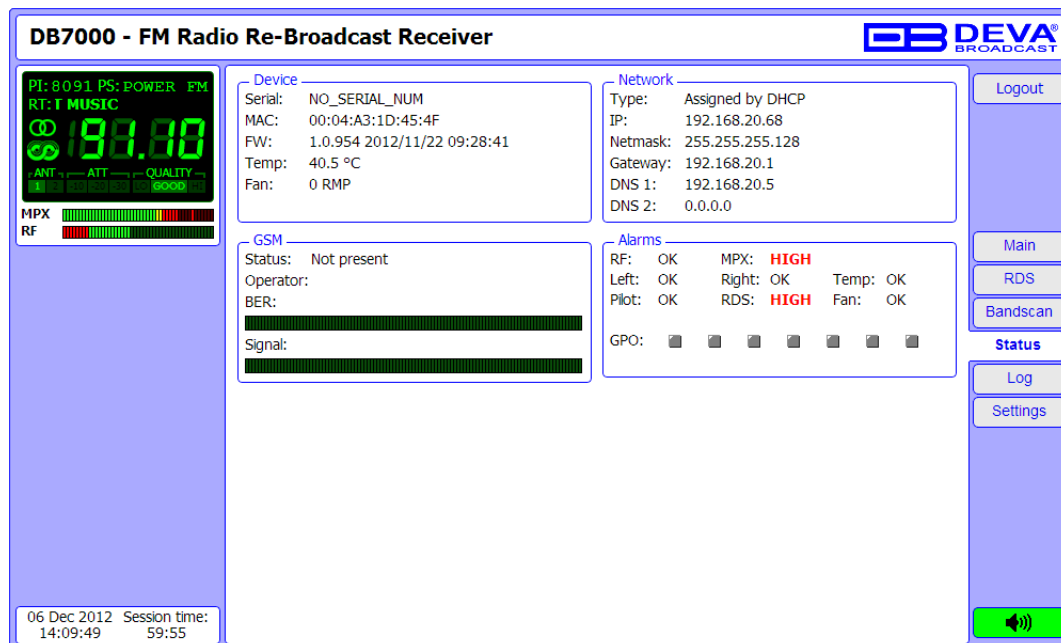 DB7000 - FM Radio Re-Broadcast Receiver
DEVA®
BROADCAST
PI: 8091 PS: POWER FM
RT: T MUSIC
91.10
ANT ATT QUALITY
1 2 -10 -20 -30 GOOD
MPX
RF
Device
Serial: NO_SERIAL_NUM
MAC: 00:04:A3:1D:45:4F
FW: 1.0.954 2012/11/22 09:28:41
Temp: 40.5 °C
Fan: 0 RMP
Network
Type: Assigned by DHCP
IP: 192.168.20.68
Netmask: 255.255.255.128
Gateway: 192.168.20.1
DNS 1: 192.168.20.5
DNS 2: 0.0.0.0
GSM
Status: Not present
Operator:
BER:
Signal:
Alarms
RF: OK MPX: HIGH
Left: OK Right: OK Temp: OK
Pilot: OK RDS: HIGH Fan: OK
GPO:
Logout
Main
RDS
Bandscan
Status
Log
Settings
06 Dec 2012 Session time:
14:09:49 59:55